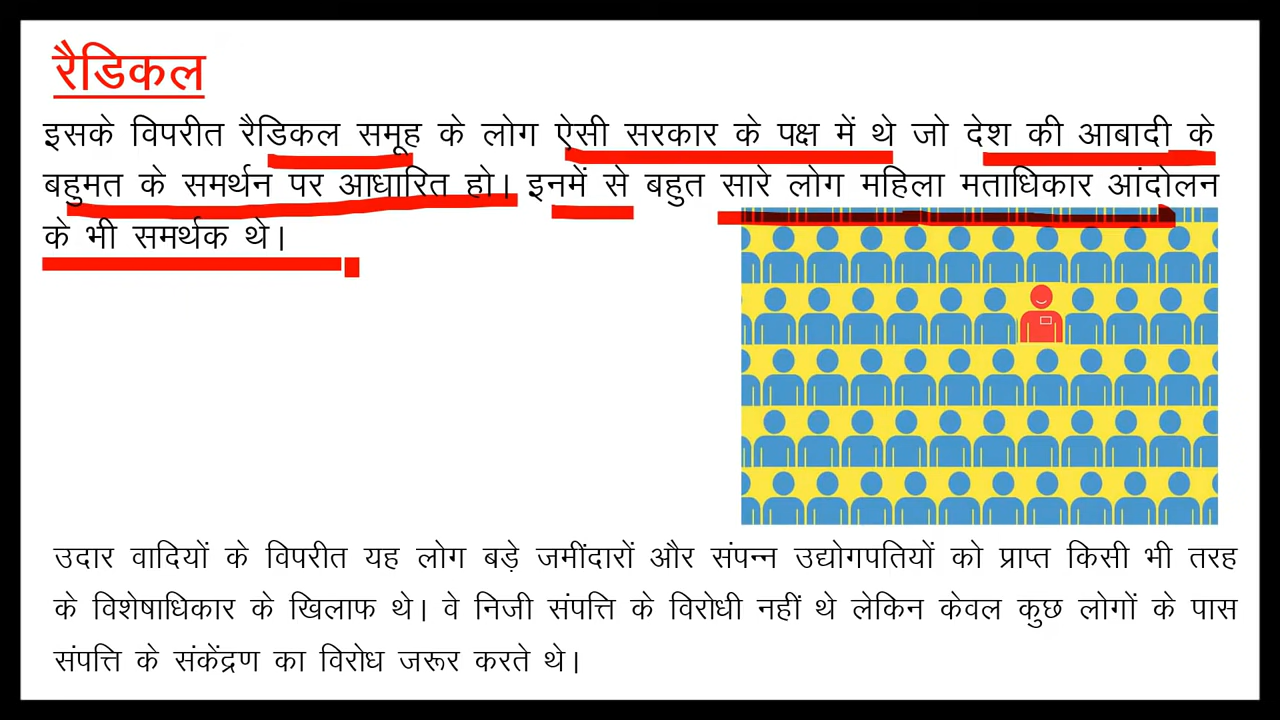 रैडिकल
इसके विपरीत रैडिकल समूह के लोग ऐसी सरकार के पक्ष में थे जो देश की आबादी के
बहुमत के समर्थन पर आधारित हो। इनमें से बहुत सारे लोग महिला मताधिकार आंदोलन
के भी समर्थक थे।
उदार वादियों के विपरीत यह लोग बड़े जमींदारों और संपन्न उद्योगपतियों को प्राप्त किसी भी तरह
के विशेषाधिकार के खिलाफ थे। वे निजी संपत्ति के विरोधी नहीं थे लेकिन केवल कुछ लोगों के पास
संपत्ति के संकेंद्रण का विरोध जरूर करते थे।